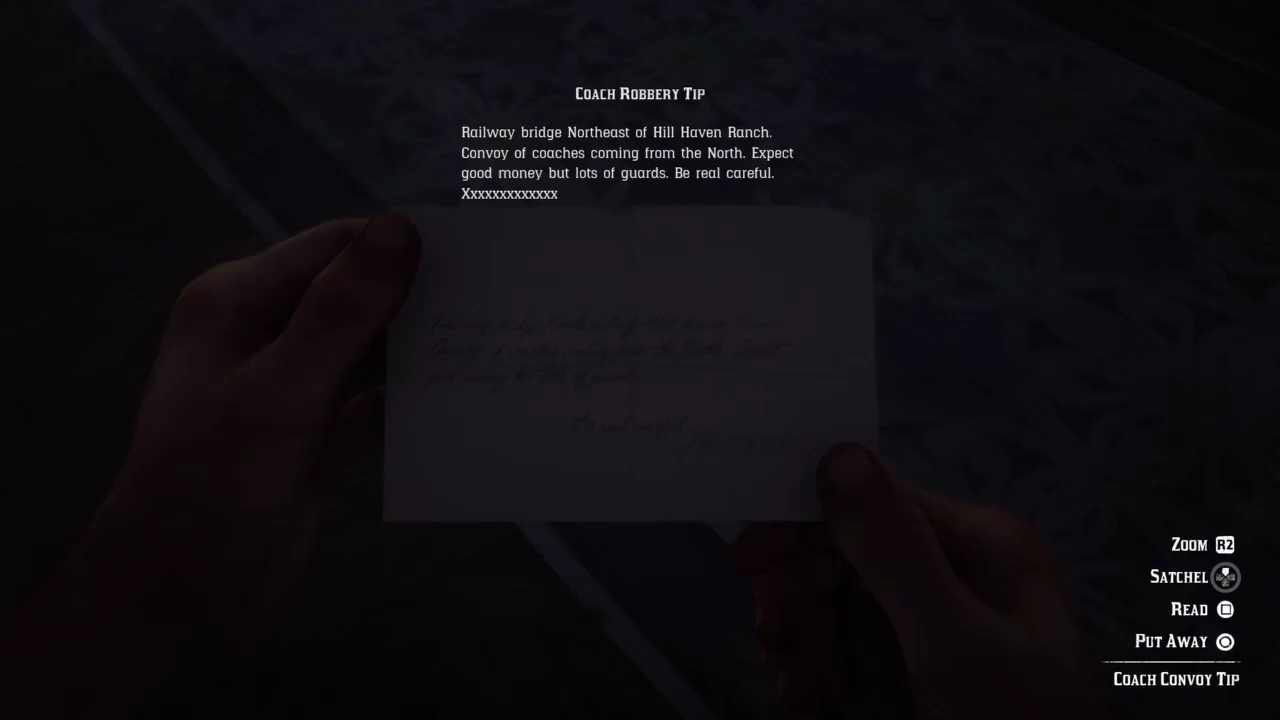 Coach Robbery Tip
Railway bridge Northeast of Hill Haven Ranch.
Convoy of coaches coming from the North. Expect
good money but lots of guards. Be real careful.
Xxxxxxxxxxxxx
Zoom R2
Satchel
Read
Put Away
Coach Convoy Tip